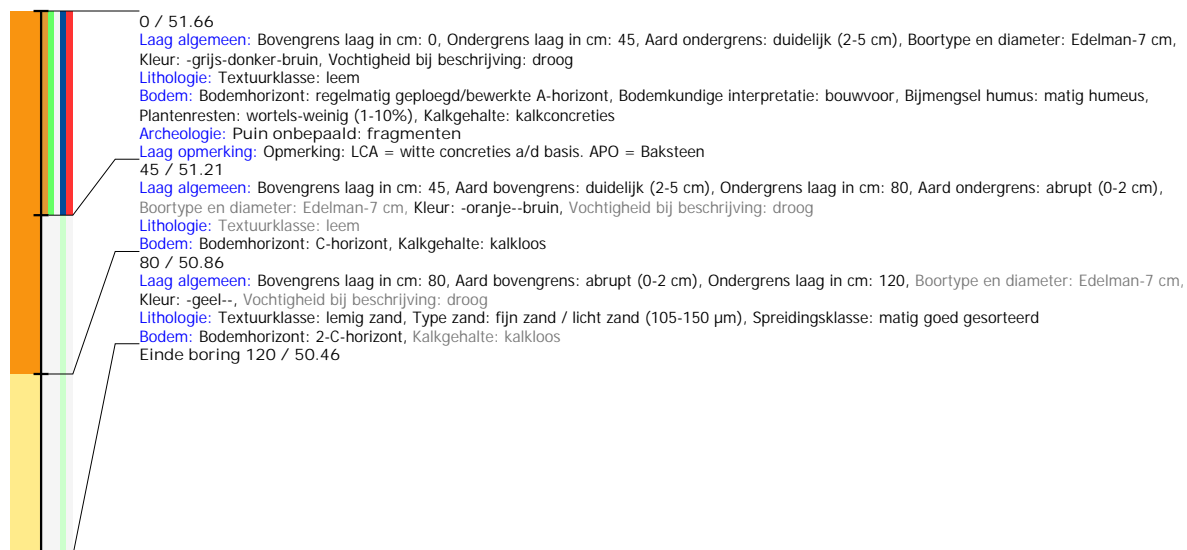 0 / 51.66
Laag algemeen: Bovengrens laag in cm: 0, Ondergrens laag in cm: 45, Aard ondergrens: duidelijk (2-5 cm), Boortype en diameter: Edelman-7 cm,
Kleur: -grijs-donker-bruin, Vochtigheid bij beschrijving: droog
Lithologie: Textuurklasse: leem
Bodem: Bodemhorizont: regelmatig geploegd/bewerkte A-horizont, Bodemkundige interpretatie: bouwvoor, Bijmengsel humus: matig humeus,
Plantenresten: wortels-weinig (1-10%), Kalkgehalte: kalkconcreties
Archeologie: Puin onbepaald: fragmenten
Laag opmerking: Opmerking: LCA = witte concreties a/d basis. APO = Baksteen
45 / 51.21
Laag algemeen: Bovengrens laag in cm: 45, Aard bovengrens: duidelijk (2-5 cm), Ondergrens laag in cm: 80, Aard ondergrens: abrupt (0-2 cm),
Boortype en diameter: Edelman-7 cm, Kleur: -oranje--bruin, Vochtigheid bij beschrijving: droog
Lithologie: Textuurklasse: leem
Bodem: Bodemhorizont: C-horizont, Kalkgehalte: kalkloos
80 / 50.86
Laag algemeen: Bovengrens laag in cm: 80, Aard bovengrens: abrupt (0-2 cm), Ondergrens laag in cm: 120, Boortype en diameter: Edelman-7 cm,
Kleur: -geel--, Vochtigheid bij beschrijving: droog
Lithologie: Textuurklasse: lemig zand, Type zand: fijn zand / licht zand (105-150 µm), Spreidingsklasse: matig goed gesorteerd
Bodem: Bodemhorizont: 2-C-horizont, Kalkgehalte: kalkloos
Einde boring 120 / 50.46